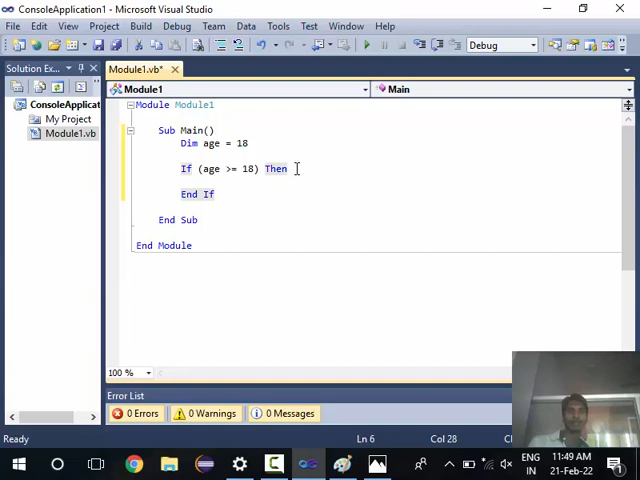 ConsoleApplication1 - Microsoft Visual Studio
File Edit View Project Build Debug Team Data Tools Test Window Help
Debug
Solution Ex...
Module1.vb*
Module1
Main
ConsoleApplicat
My Project
Module1.vb
Module Module1
Sub Main()
Dim age = 18
If (age >= 18) Then
End If
End Sub
End Module
100 %
Error List
0 Errors
0 Warnings
0 Messages
Ready
Ln 6
Col 28
ENG
IN
11:49 AM
21-Feb-22